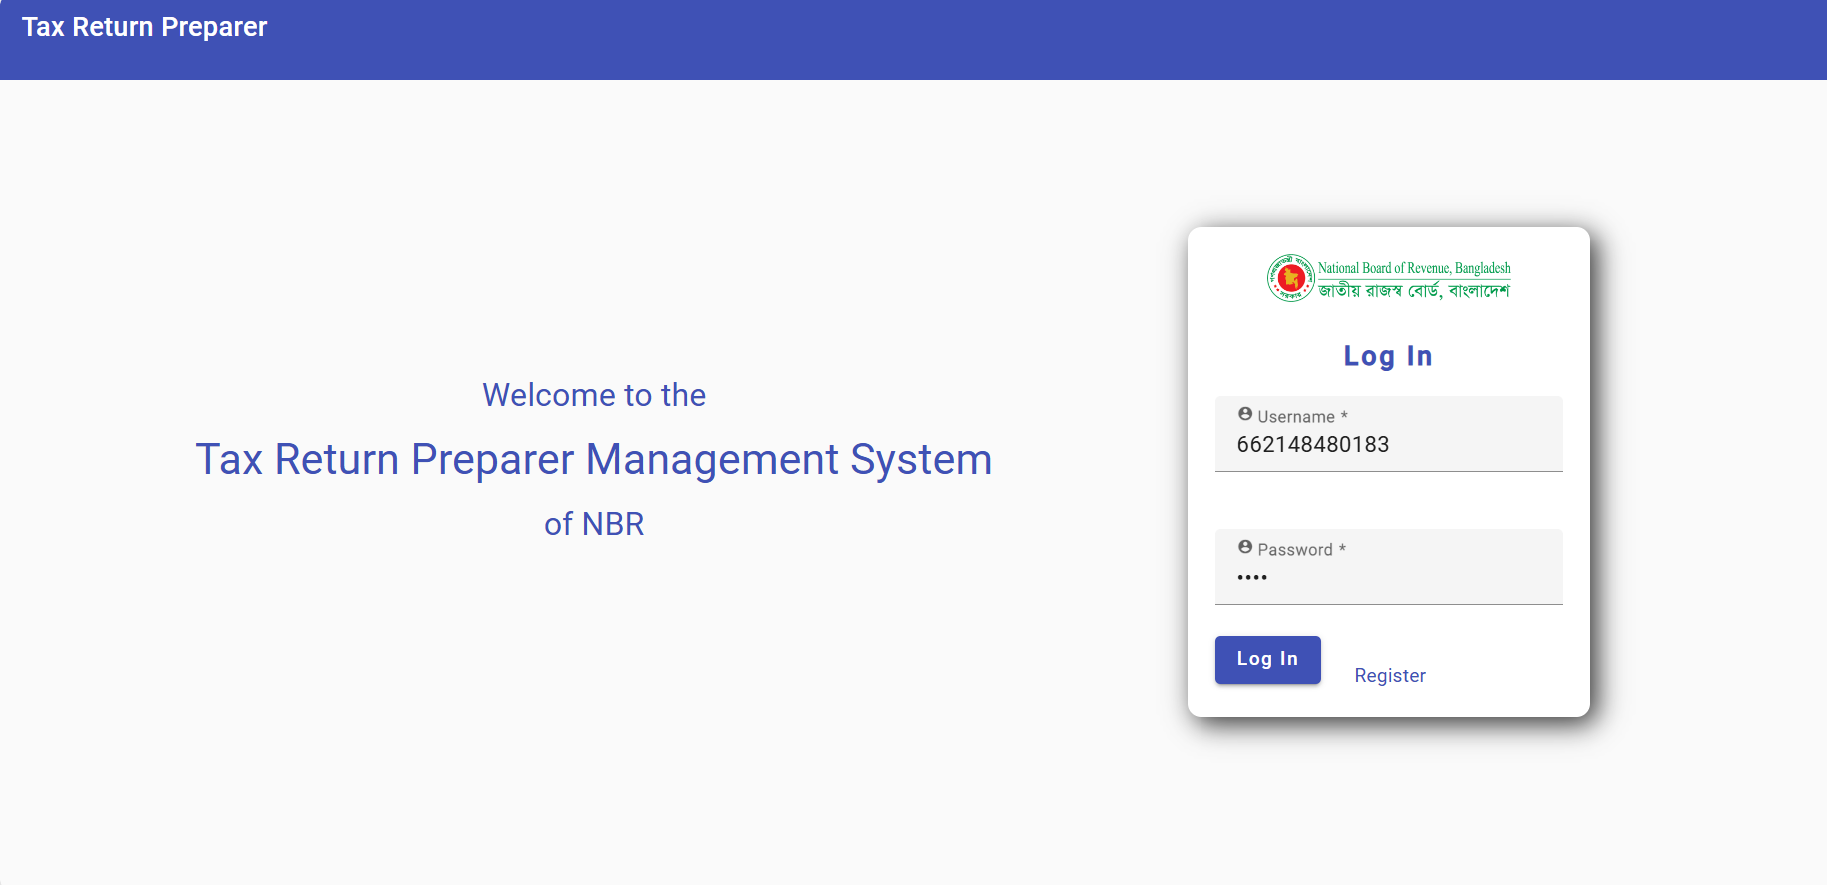 Tax Return Preparer
Welcome to the
Tax Return Preparer Management System
of NBR
National Board of Revenue, Bangladesh
জাতীয় রাজস্ব বোর্ড, বাংলাদেশ
Log In
Username *
662148480183
Password *
••••
Log In
Register